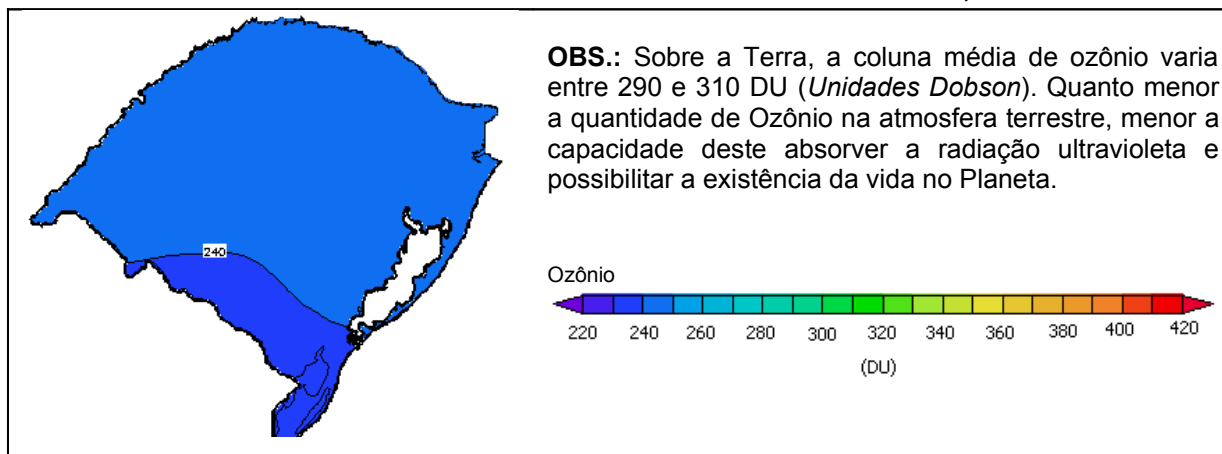 OBS.: Sobre a Terra, a coluna média de ozônio varia
entre 290 e 310 DU (Unidades Dobson). Quanto menor
a quantidade de Ozônio na atmosfera terrestre, menor a
capacidade deste absorver a radiação ultravioleta e
possibilitar a existência da vida no Planeta.
240
Ozônio
220 240 260 280 300 320 340 360 380 400 420
(DU)